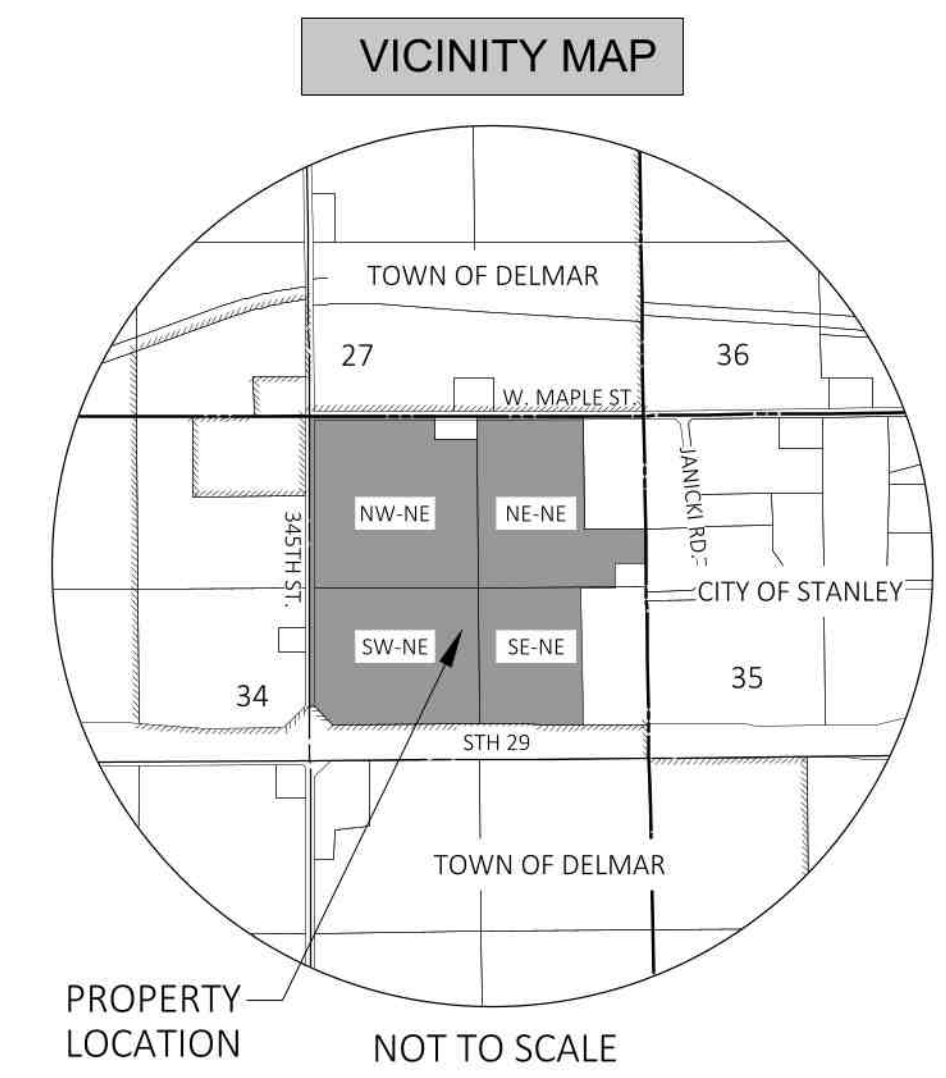 VICINITY MAP
TOWN OF DELMAR
27
36
W. MAPLE ST.
JANICKI RD.
NW-NE
NE-NE
345TH ST.
CITY OF STANLEY
SW-NE
SE-NE
34
35
STH 29
TOWN OF DELMAR
PROPERTY
LOCATION
NOT TO SCALE